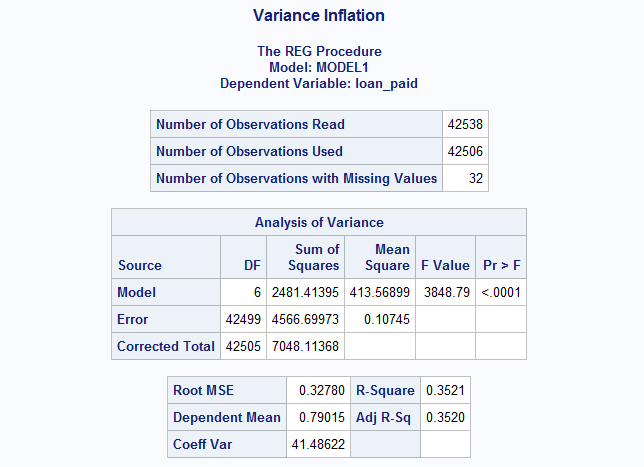 Variance Inflation
The REG Procedure
Model: MODEL1
Dependent Variable: loan_paid
Number of Observations Read 42538
Number of Observations Used 42506
Number of Observations with Missing Values 32
Analysis of Variance
Source DF Sum of Squares Mean Square F Value Pr > F
Model 6 2481.41395 413.56899 3848.79 <.0001
Error 42499 4566.69973 0.10745
Corrected Total 42505 7048.11368
Root MSE 0.32780 R-Square 0.3521
Dependent Mean 0.79015 Adj R-Sq 0.3520
Coeff Var 41.48622